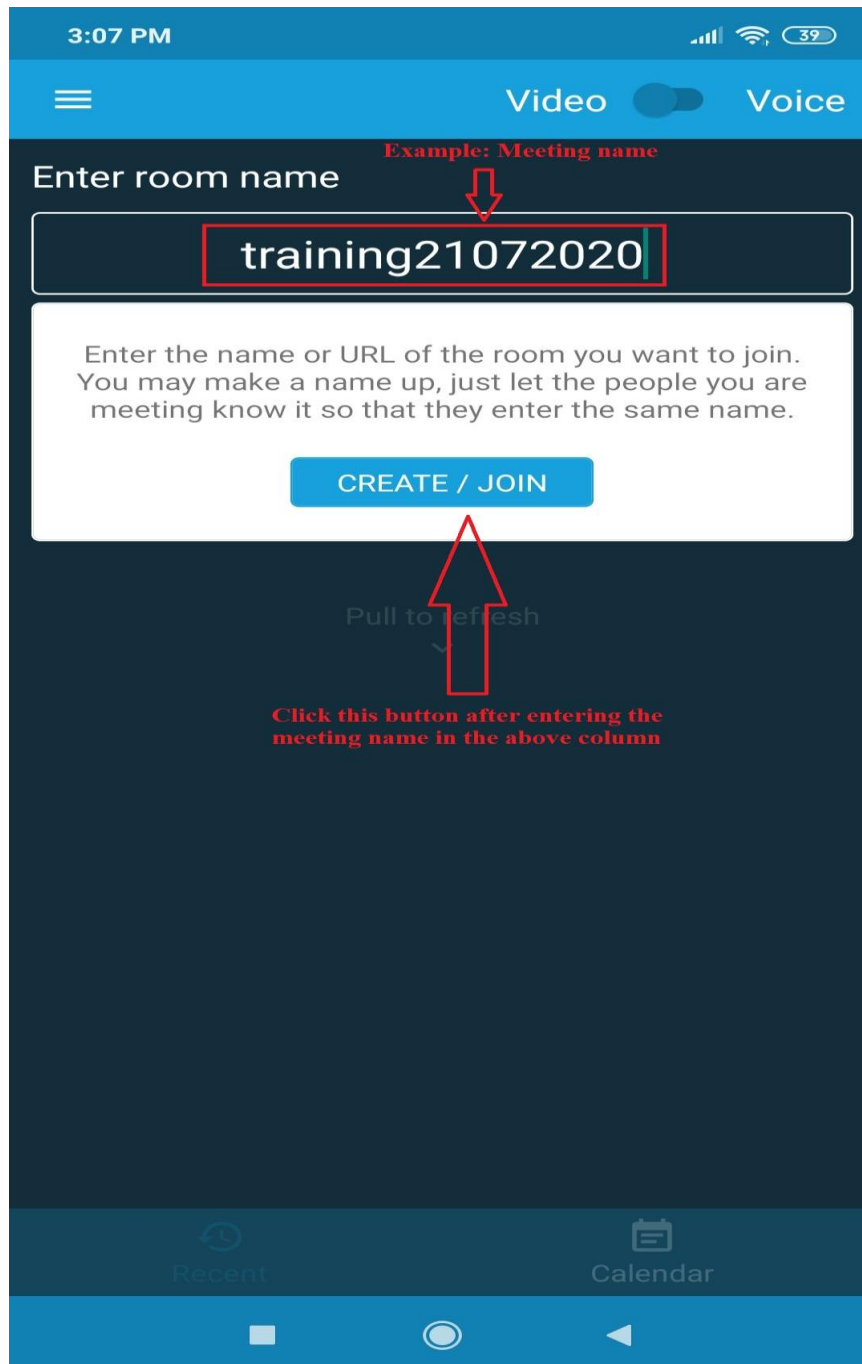 3:07 PM
39
Video
Voice
Example: Meeting name
Enter room name
training21072020
Enter the name or URL of the room you want to join.
You may make a name up, just let the people you are
meeting know it so that they enter the same name.
CREATE / JOIN
Pull to refresh
Click this button after entering the
meeting name in the above column
Recent
Calendar